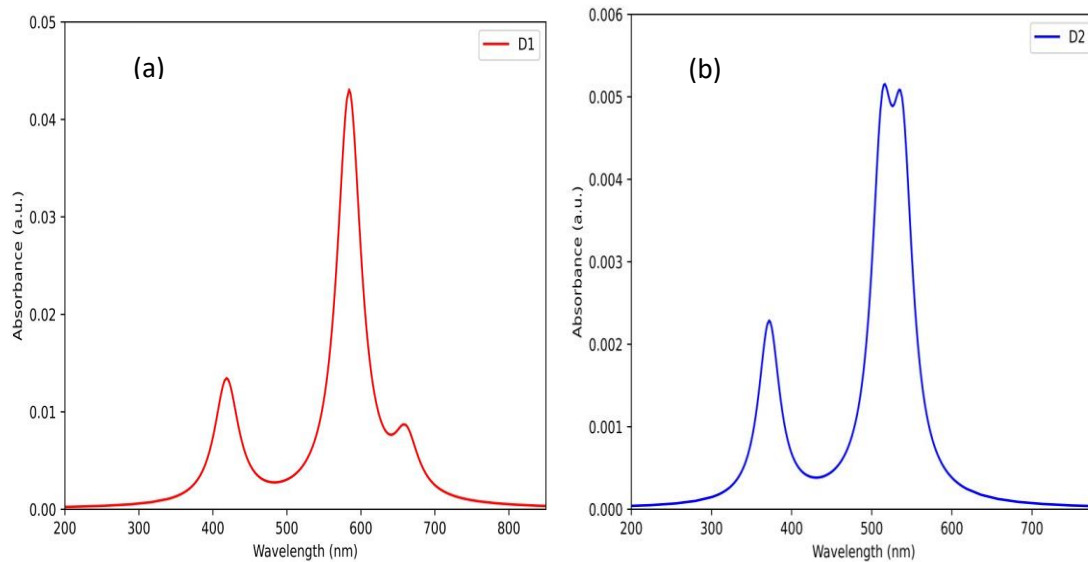 (a)
D1
Absorbance (a.u.)
0.05
0.04
0.03
0.02
0.01
0.00
200 300 400 500 600 700 800
Wavelength (nm)
(b)
D2
Absorbance (a.u.)
0.006
0.005
0.004
0.003
0.002
0.001
0.000
200 300 400 500 600 700
Wavelength (nm)